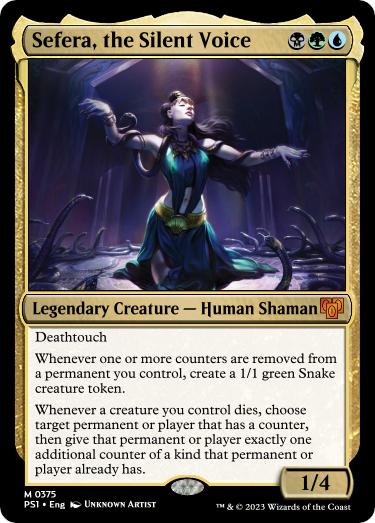 Sefera, the Silent Voice
Legendary Creature — Human Shaman
Deathtouch
Whenever one or more counters are removed from
a permanent you control, create a 1/1 green Snake
creature token.
Whenever a creature you control dies, choose
target permanent or player that has a counter,
then give that permanent or player exactly one
additional counter of a kind that permanent or
player already has.
1/4
M 0375
PS1 • Eng Unknown Artist
™ & © 2023 Wizards of the Coast